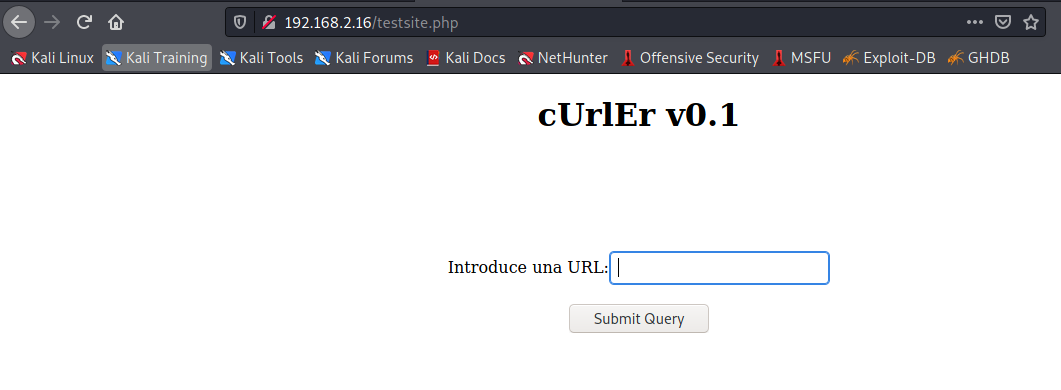 192.168.2.16/testsite.php
Kali Linux Kali Training Kali Tools Kali Forums Kali Docs NetHunter Offensive Security MSFU Exploit-DB GHDB
cUrlEr v0.1
Introduce una URL:
Submit Query